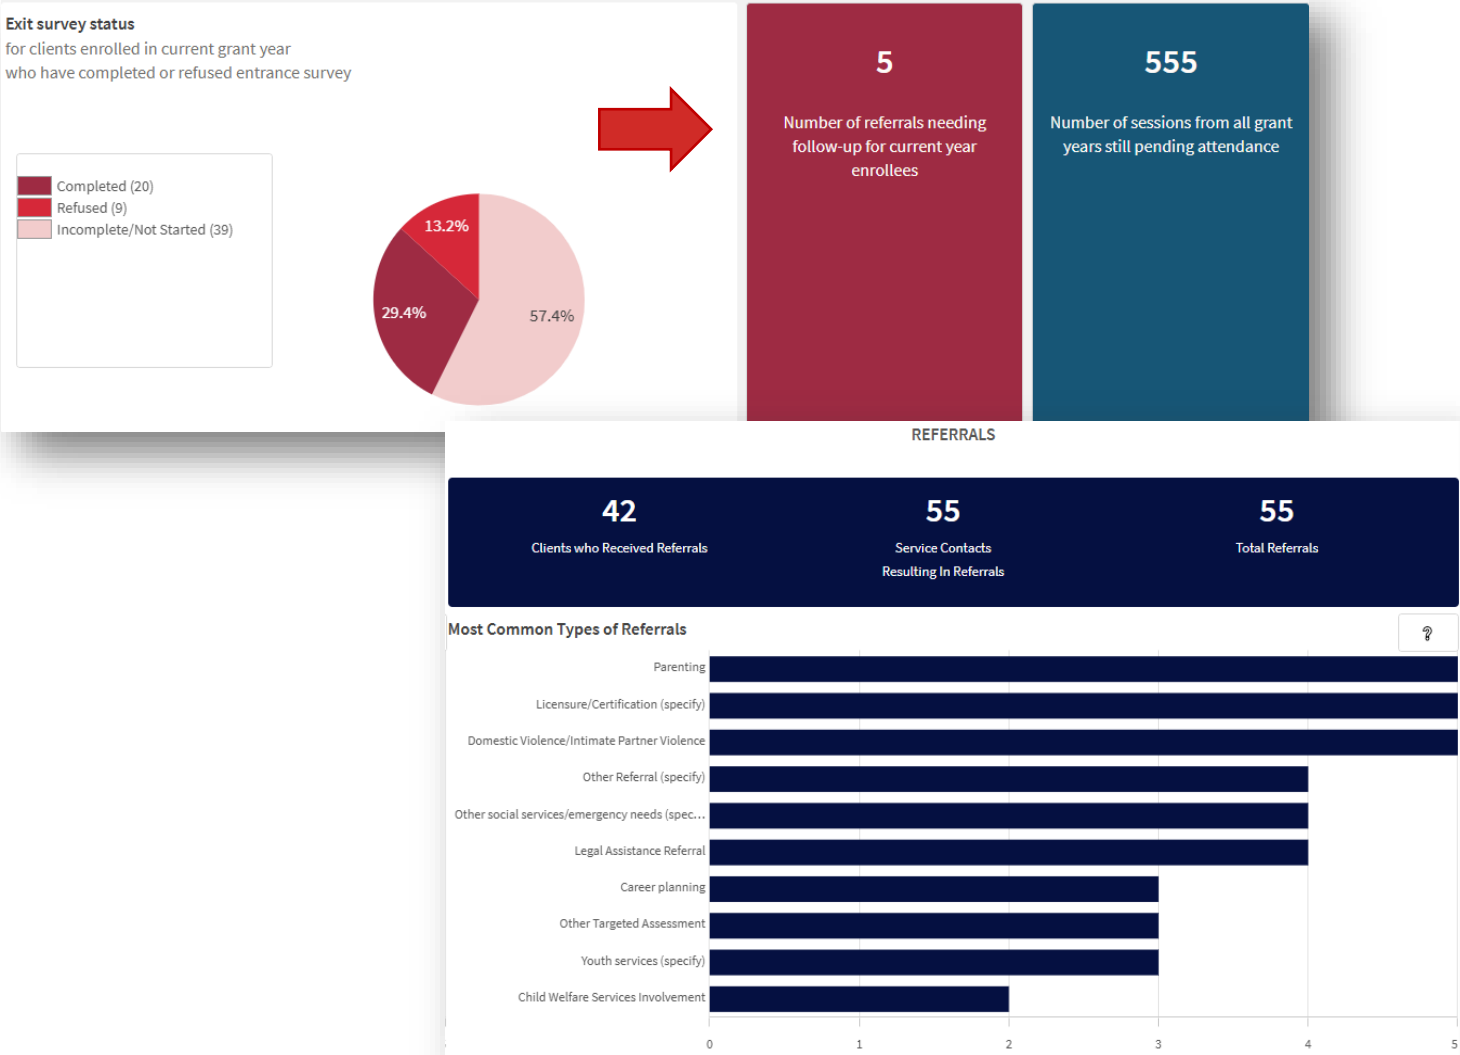 Exit survey status
for clients enrolled in current grant year
who have completed or refused entrance survey
Completed (20)
Refused (9)
Incomplete/Not Started (39)
13.2%
29.4%
57.4%
5
Number of referrals needing
follow-up for current year
enrollees
555
Number of sessions from all grant
years still pending attendance
REFERRALS
42
Clients who Received Referrals
55
Service Contacts
Resulting In Referrals
55
Total Referrals
Most Common Types of Referrals
?
Parenting
Licensure/Certification (specify)
Domestic Violence/Intimate Partner Violence
Other Referral (specify)
Other social services/emergency needs (spec...
Legal Assistance Referral
Career planning
Other Targeted Assessment
Youth services (specify)
Child Welfare Services Involvement
0 1 2 3 4 5